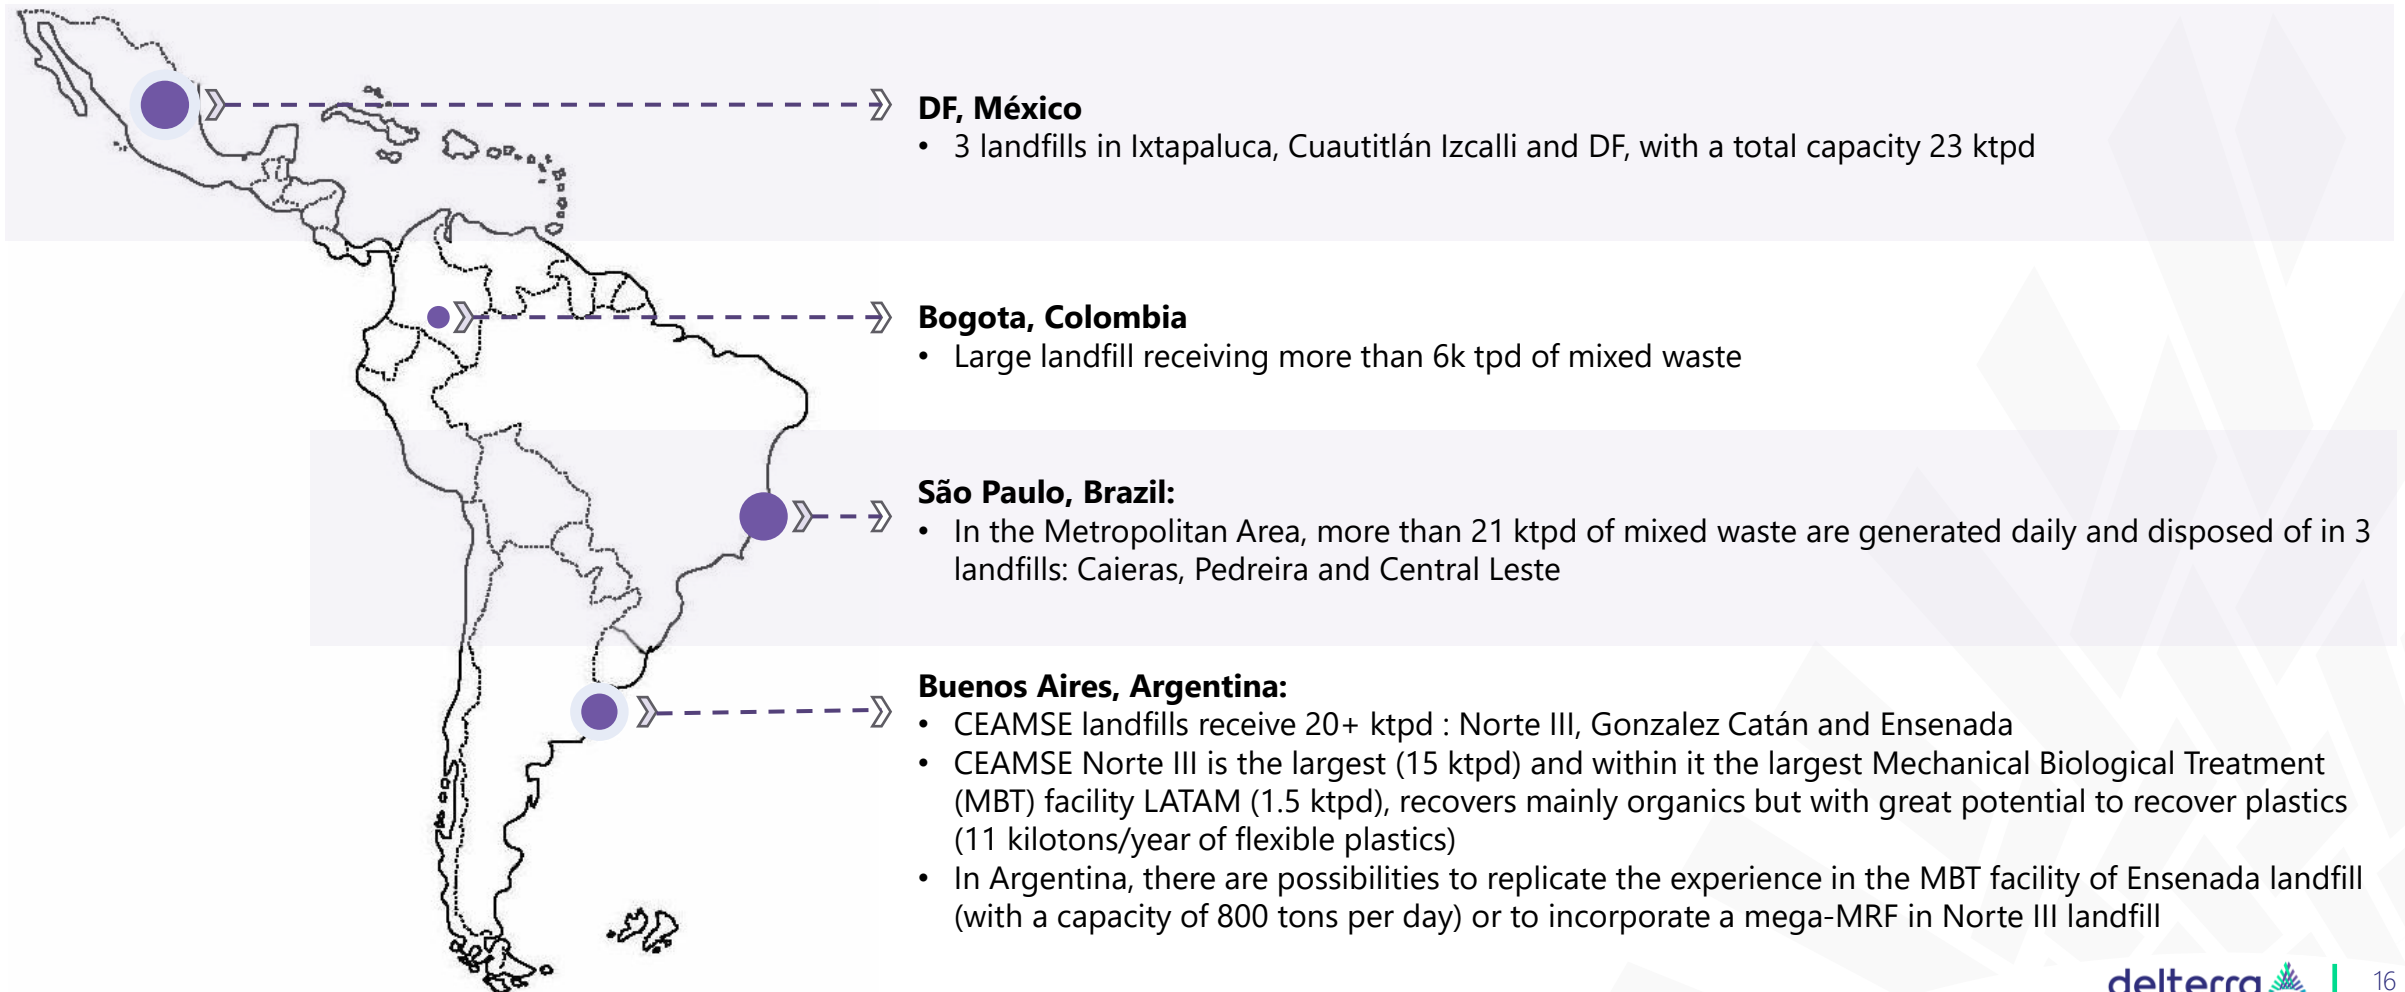 DF, México
• 3 landfills in Ixtapaluca, Cuautitlán Izcalli and DF, with a total capacity 23 ktpd
Bogota, Colombia
• Large landfill receiving more than 6k tpd of mixed waste
São Paulo, Brazil:
• In the Metropolitan Area, more than 21 ktpd of mixed waste are generated daily and disposed of in 3
landfills: Caieras, Pedreira and Central Leste
Buenos Aires, Argentina:
• CEAMSE landfills receive 20+ ktpd : Norte III, Gonzalez Catán and Ensenada
• CEAMSE Norte III is the largest (15 ktpd) and within it the largest Mechanical Biological Treatment
(MBT) facility LATAM (1.5 ktpd), recovers mainly organics but with great potential to recover plastics
(11 kilotons/year of flexible plastics)
• In Argentina, there are possibilities to replicate the experience in the MBT facility of Ensenada landfill
(with a capacity of 800 tons per day) or to incorporate a mega-MRF in Norte III landfill
delterra
16